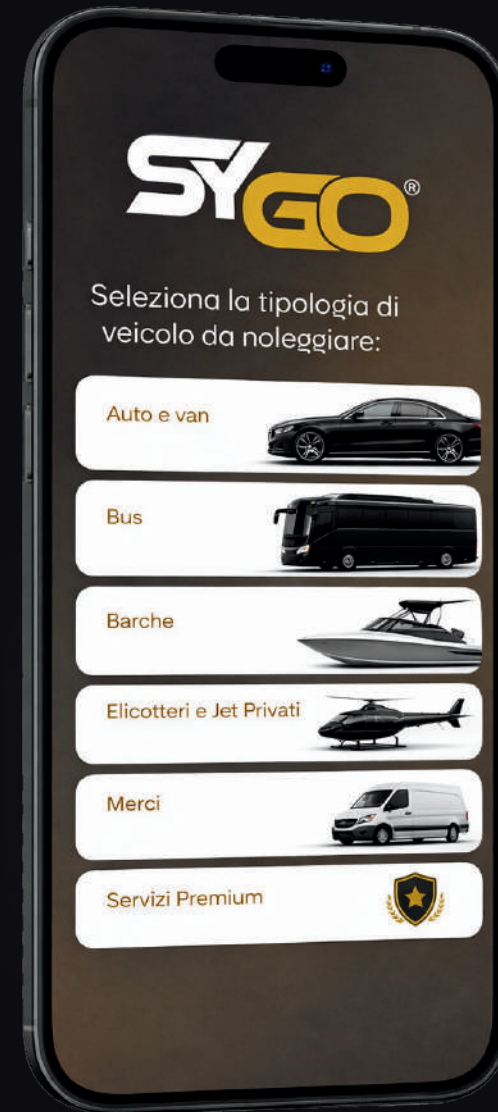 SYGO®
Seleziona la tipologia di
veicolo da noleggiare:
Auto e van
Bus
Barche
Elicotteri e Jet Privati
Merci
Servizi Premium